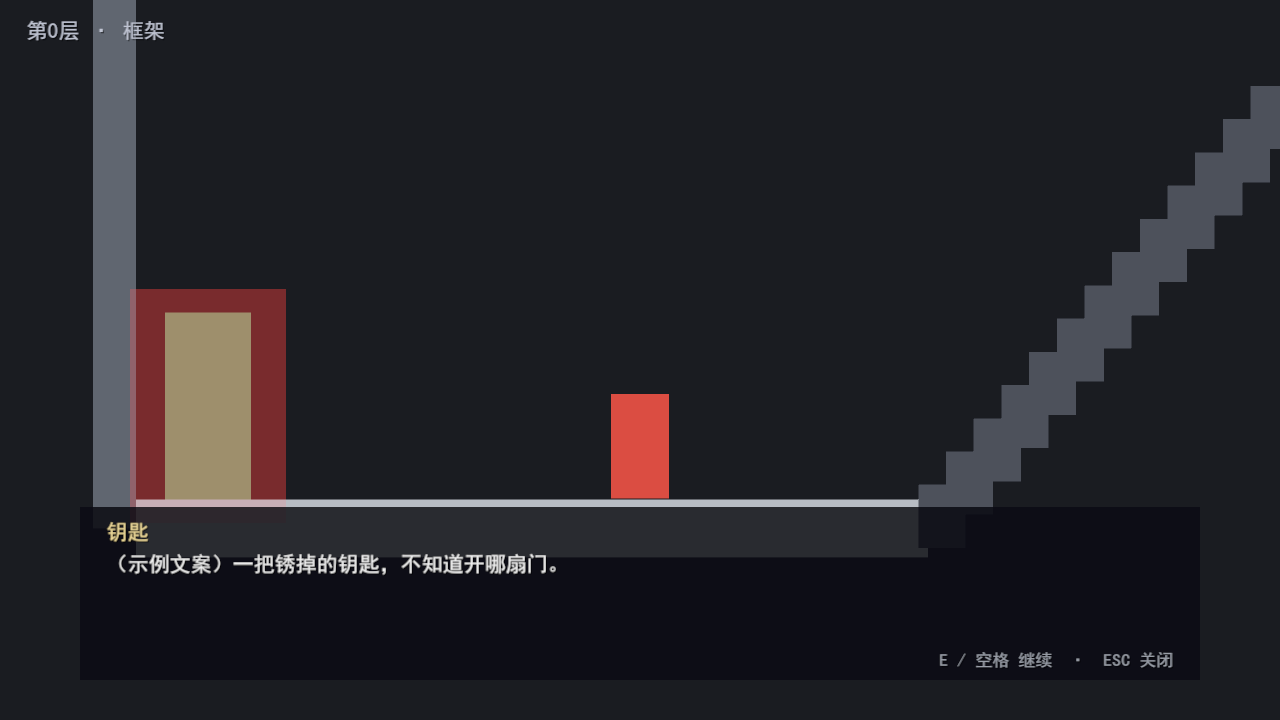 第0层 · 框架
钥匙
（示例文案）一把锈掉的钥匙，不知道开哪扇门。
E / 空格 继续 · ESC 关闭